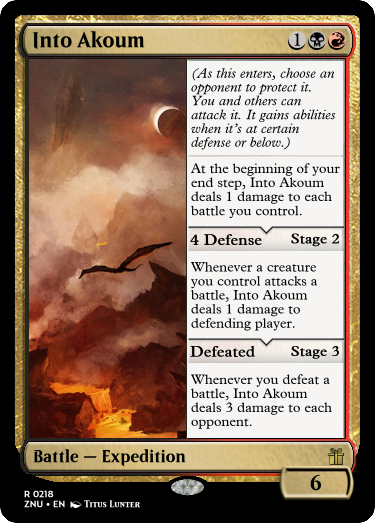 Into Akoum 1
(As this enters, choose an
opponent to protect it.
You and others can
attack it. It gains abilities
when it's at certain
defense or below.)
At the beginning of your
end step, Into Akoum
deals 1 damage to each
battle you control.
4 Defense Stage 2
Whenever a creature
you control attacks a
battle, Into Akoum
deals 1 damage to
defending player.
Defeated Stage 3
Whenever you defeat a
battle, Into Akoum
deals 3 damage to each
opponent.
Battle — Expedition
6
R 0218
ZNU • EN Titus Lunter